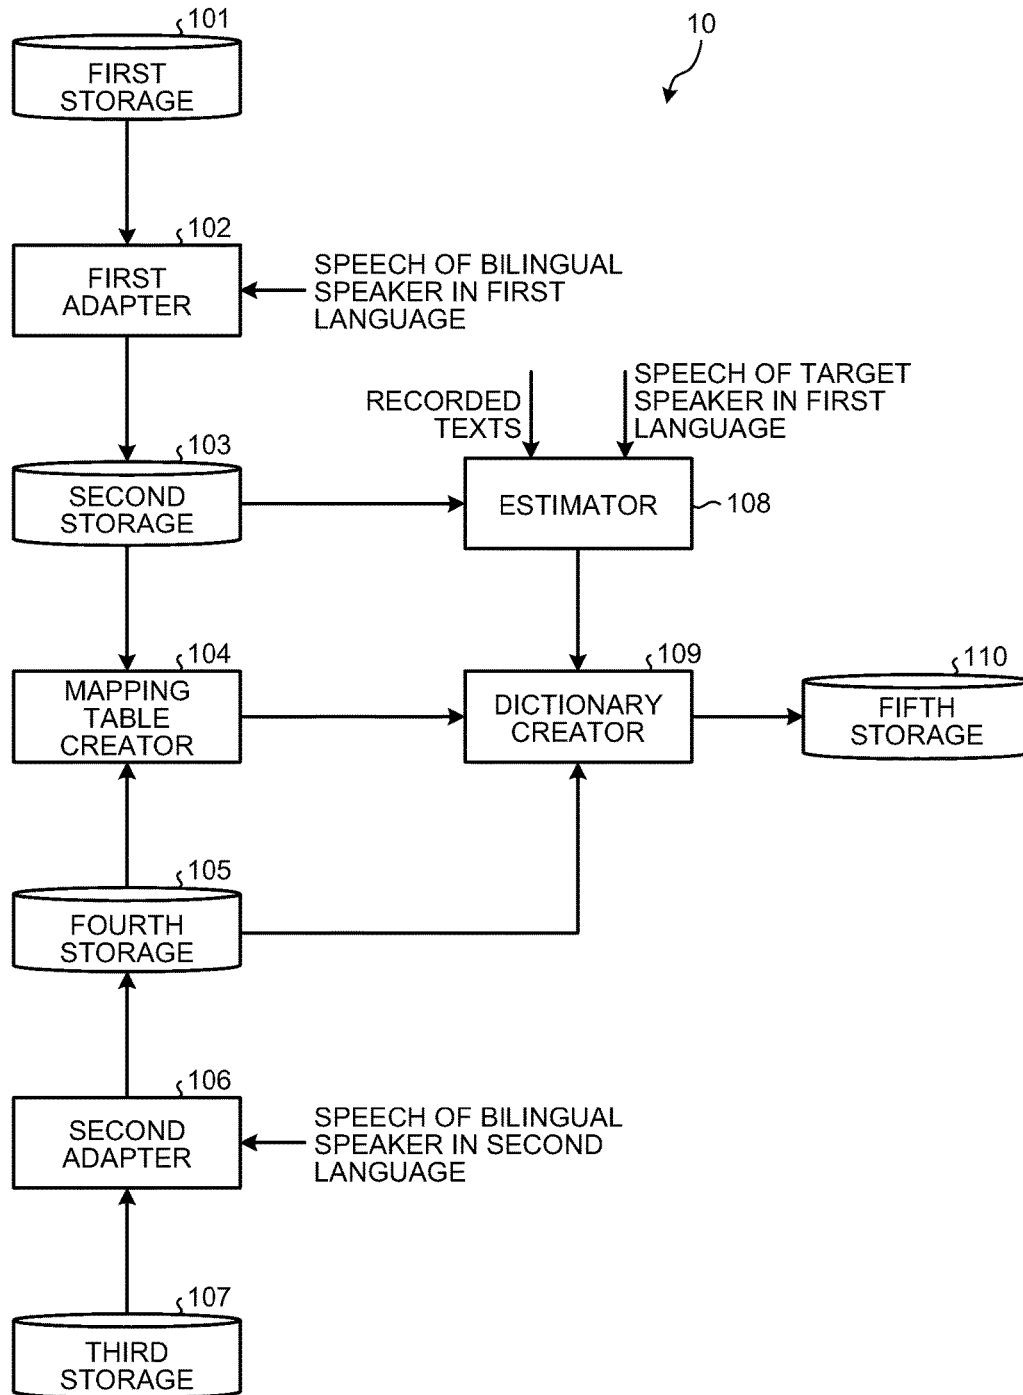 101
10
FIRST
STORAGE
102
FIRST
ADAPTER
SPEECH OF BILINGUAL
SPEAKER IN FIRST
LANGUAGE
RECORDED
TEXTS
SPEECH OF TARGET
SPEAKER IN FIRST
LANGUAGE
103
SECOND
STORAGE
ESTIMATOR
108
104
MAPPING
TABLE
CREATOR
109
DICTIONARY
CREATOR
110
FIFTH
STORAGE
105
FOURTH
STORAGE
106
SECOND
ADAPTER
SPEECH OF BILINGUAL
SPEAKER IN SECOND
LANGUAGE
107
THIRD
STORAGE